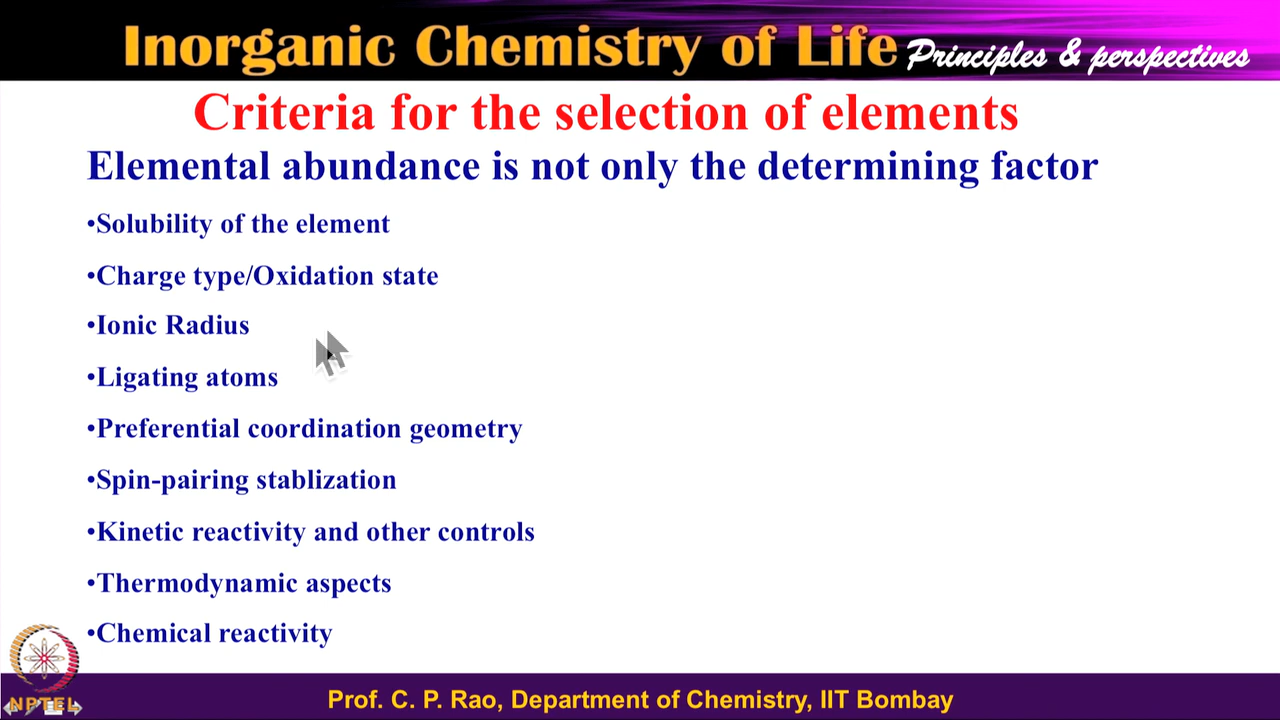 Inorganic Chemistry of Life Principles & perspectives
Criteria for the selection of elements
Elemental abundance is not only the determining factor
•Solubility of the element
•Charge type/Oxidation state
•Ionic Radius
•Ligating atoms
•Preferential coordination geometry
•Spin-pairing stablization
•Kinetic reactivity and other controls
•Thermodynamic aspects
•Chemical reactivity
NPTEL
Prof. C. P. Rao, Department of Chemistry, IIT Bombay